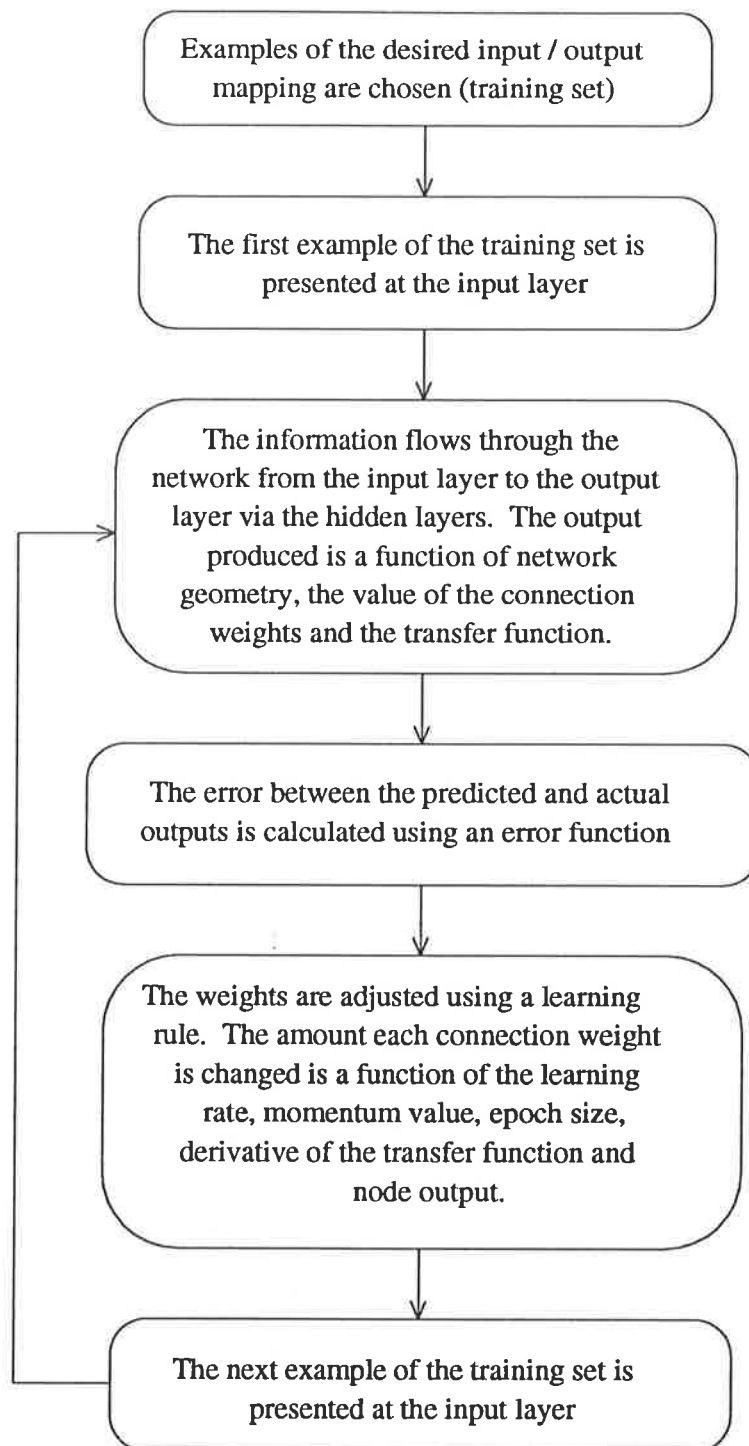 Examples of the desired input / output
mapping are chosen (training set)
The first example of the training set is
presented at the input layer
The information flows through the
network from the input layer to the output
layer via the hidden layers. The output
produced is a function of network
geometry, the value of the connection
weights and the transfer function.
The error between the predicted and actual
outputs is calculated using an error function
The weights are adjusted using a learning
rule. The amount each connection weight
is changed is a function of the learning
rate, momentum value, epoch size,
derivative of the transfer function and
node output.
The next example of the training set is
presented at the input layer